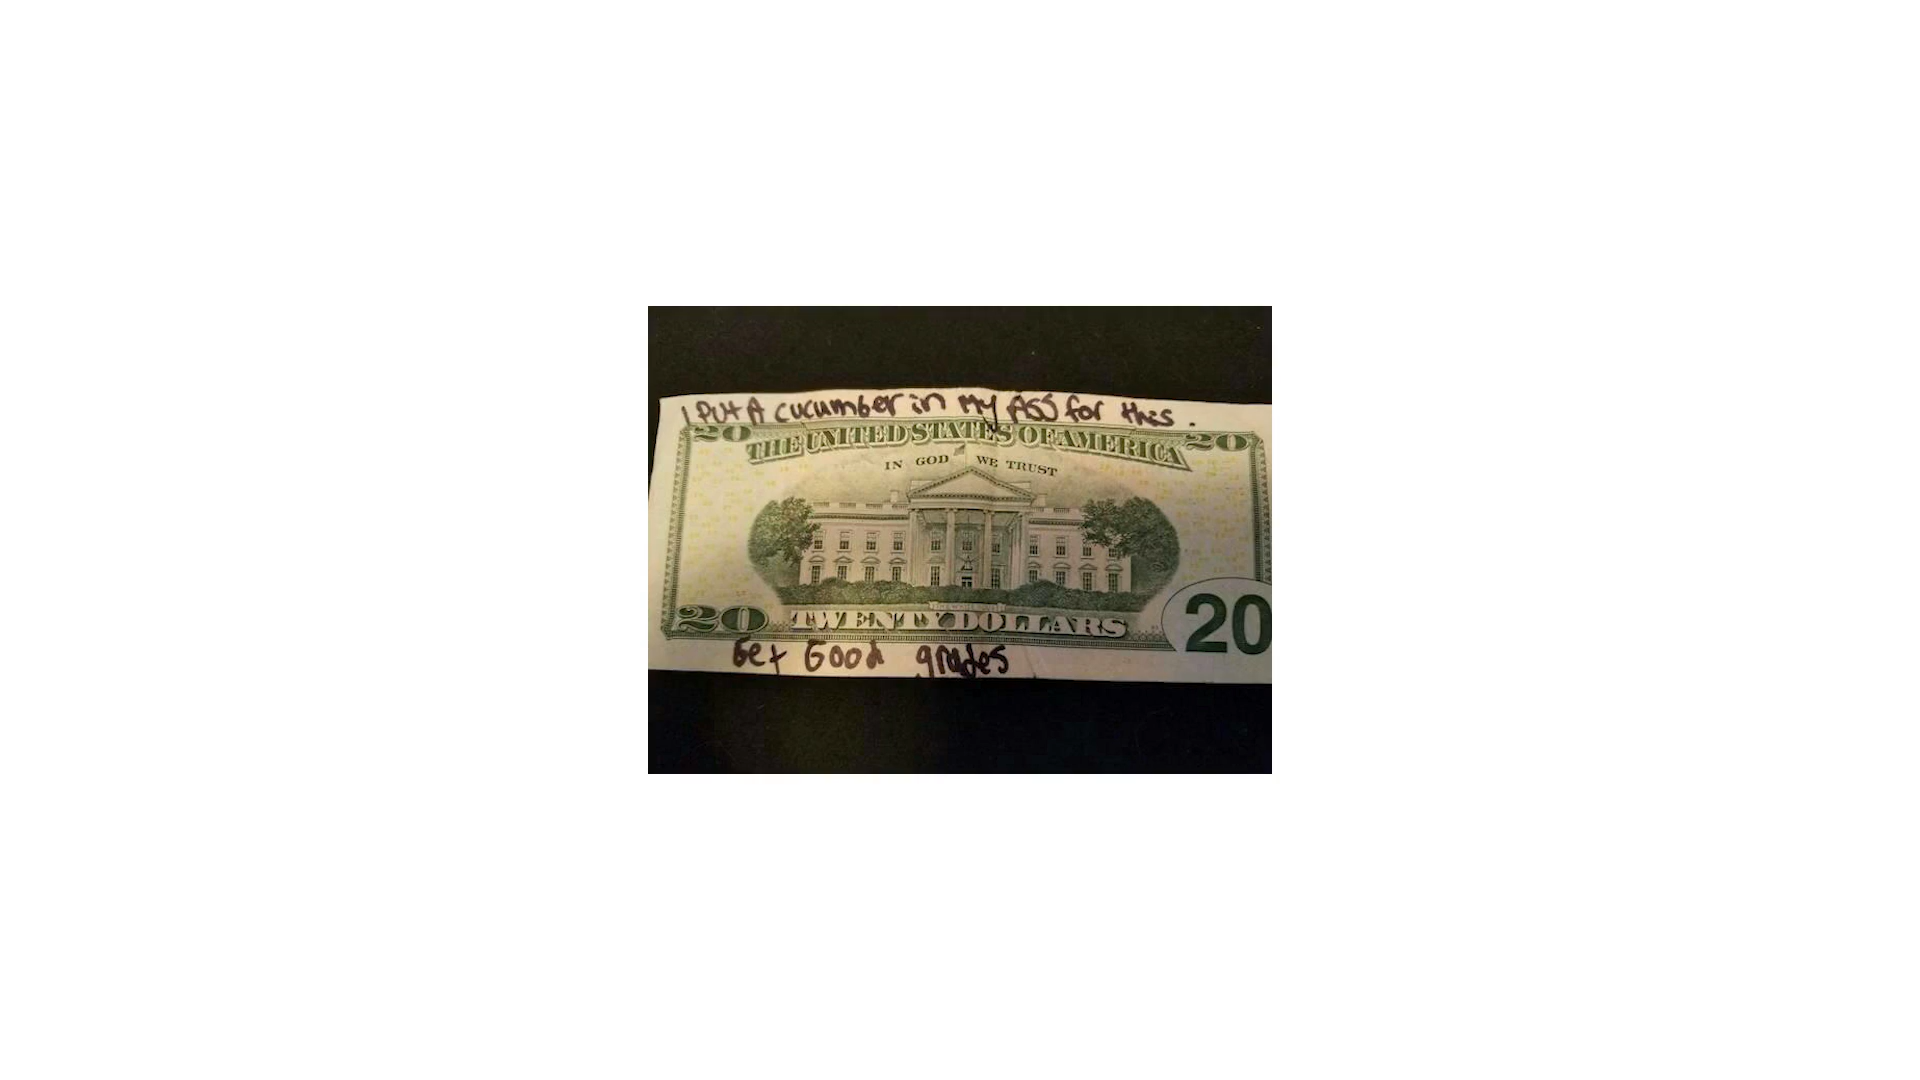 I PUt A cucumber in My ASS for this.
20 20
THE UNITED STATES OF AMERICA
IN GOD WE TRUST
20 TWENTY DOLLARS 20
Get Good grades